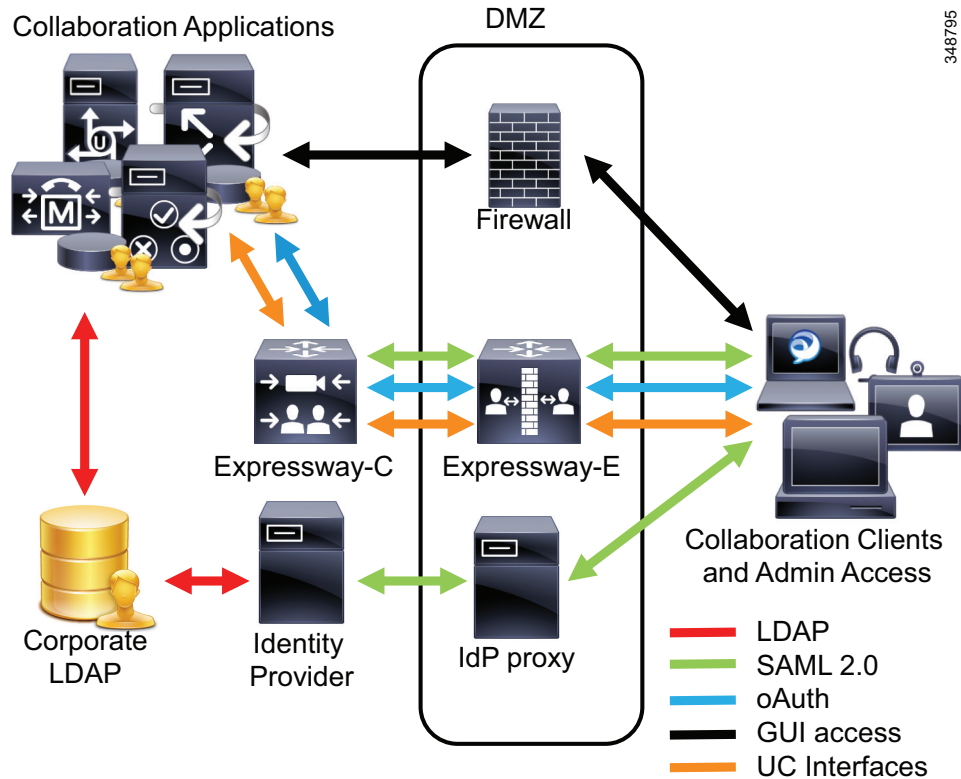 Collaboration Applications
DMZ
348795
U
M
Firewall
Expressway-C
Expressway-E
Collaboration Clients
and Admin Access
Corporate
LDAP
Identity
Provider
IdP proxy
LDAP
SAML 2.0
oAuth
GUI access
UC Interfaces